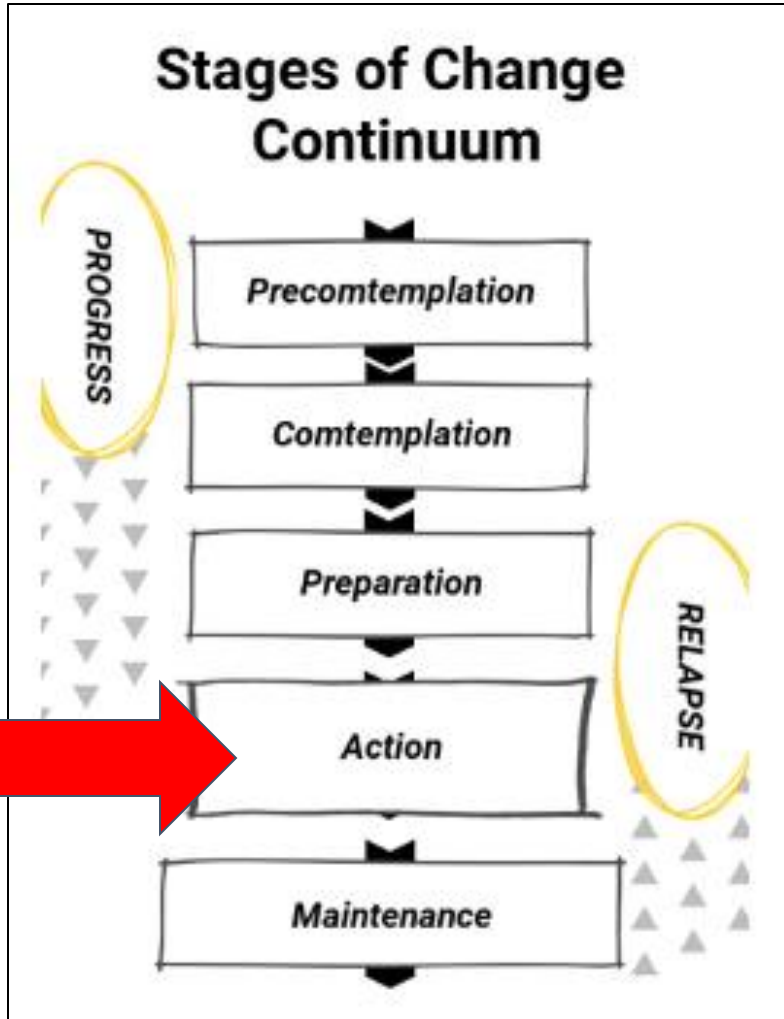 Stages of Change
Continuum
PROGRESS
Precomtemplation
Comtemplation
Preparation
RELAPSE
Action
Maintenance